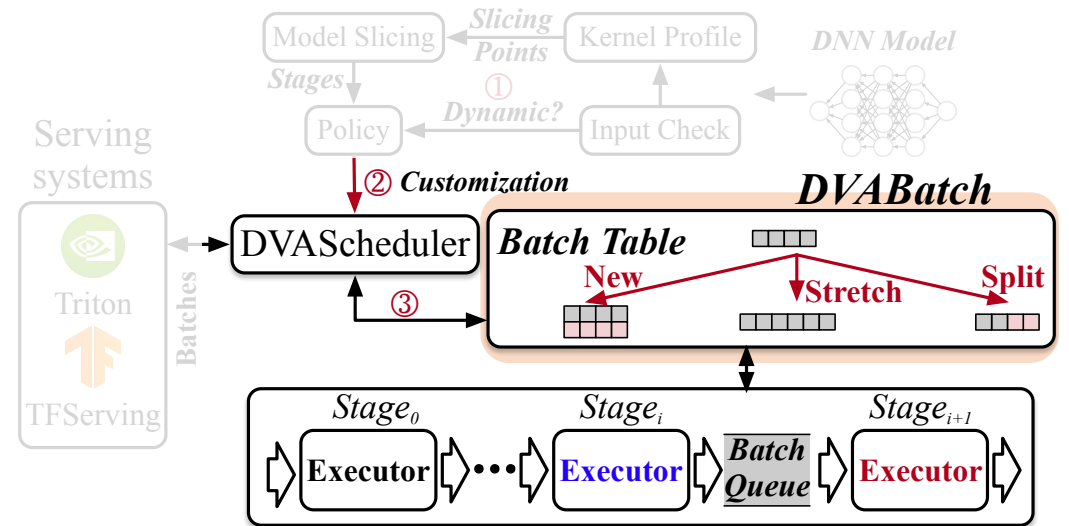 Model Slicing
Slicing
Points
Kernel Profile
DNN Model
Stages
①
Dynamic?
Policy
Input Check
Serving
systems
② Customization
DVABatch
DVAScheduler
Batch Table
New
Stretch
Split
③
Triton
TFServing
Batches
Stage0
Stagei
Stagei+1
Executor
•••
Executor
Batch
Queue
Executor